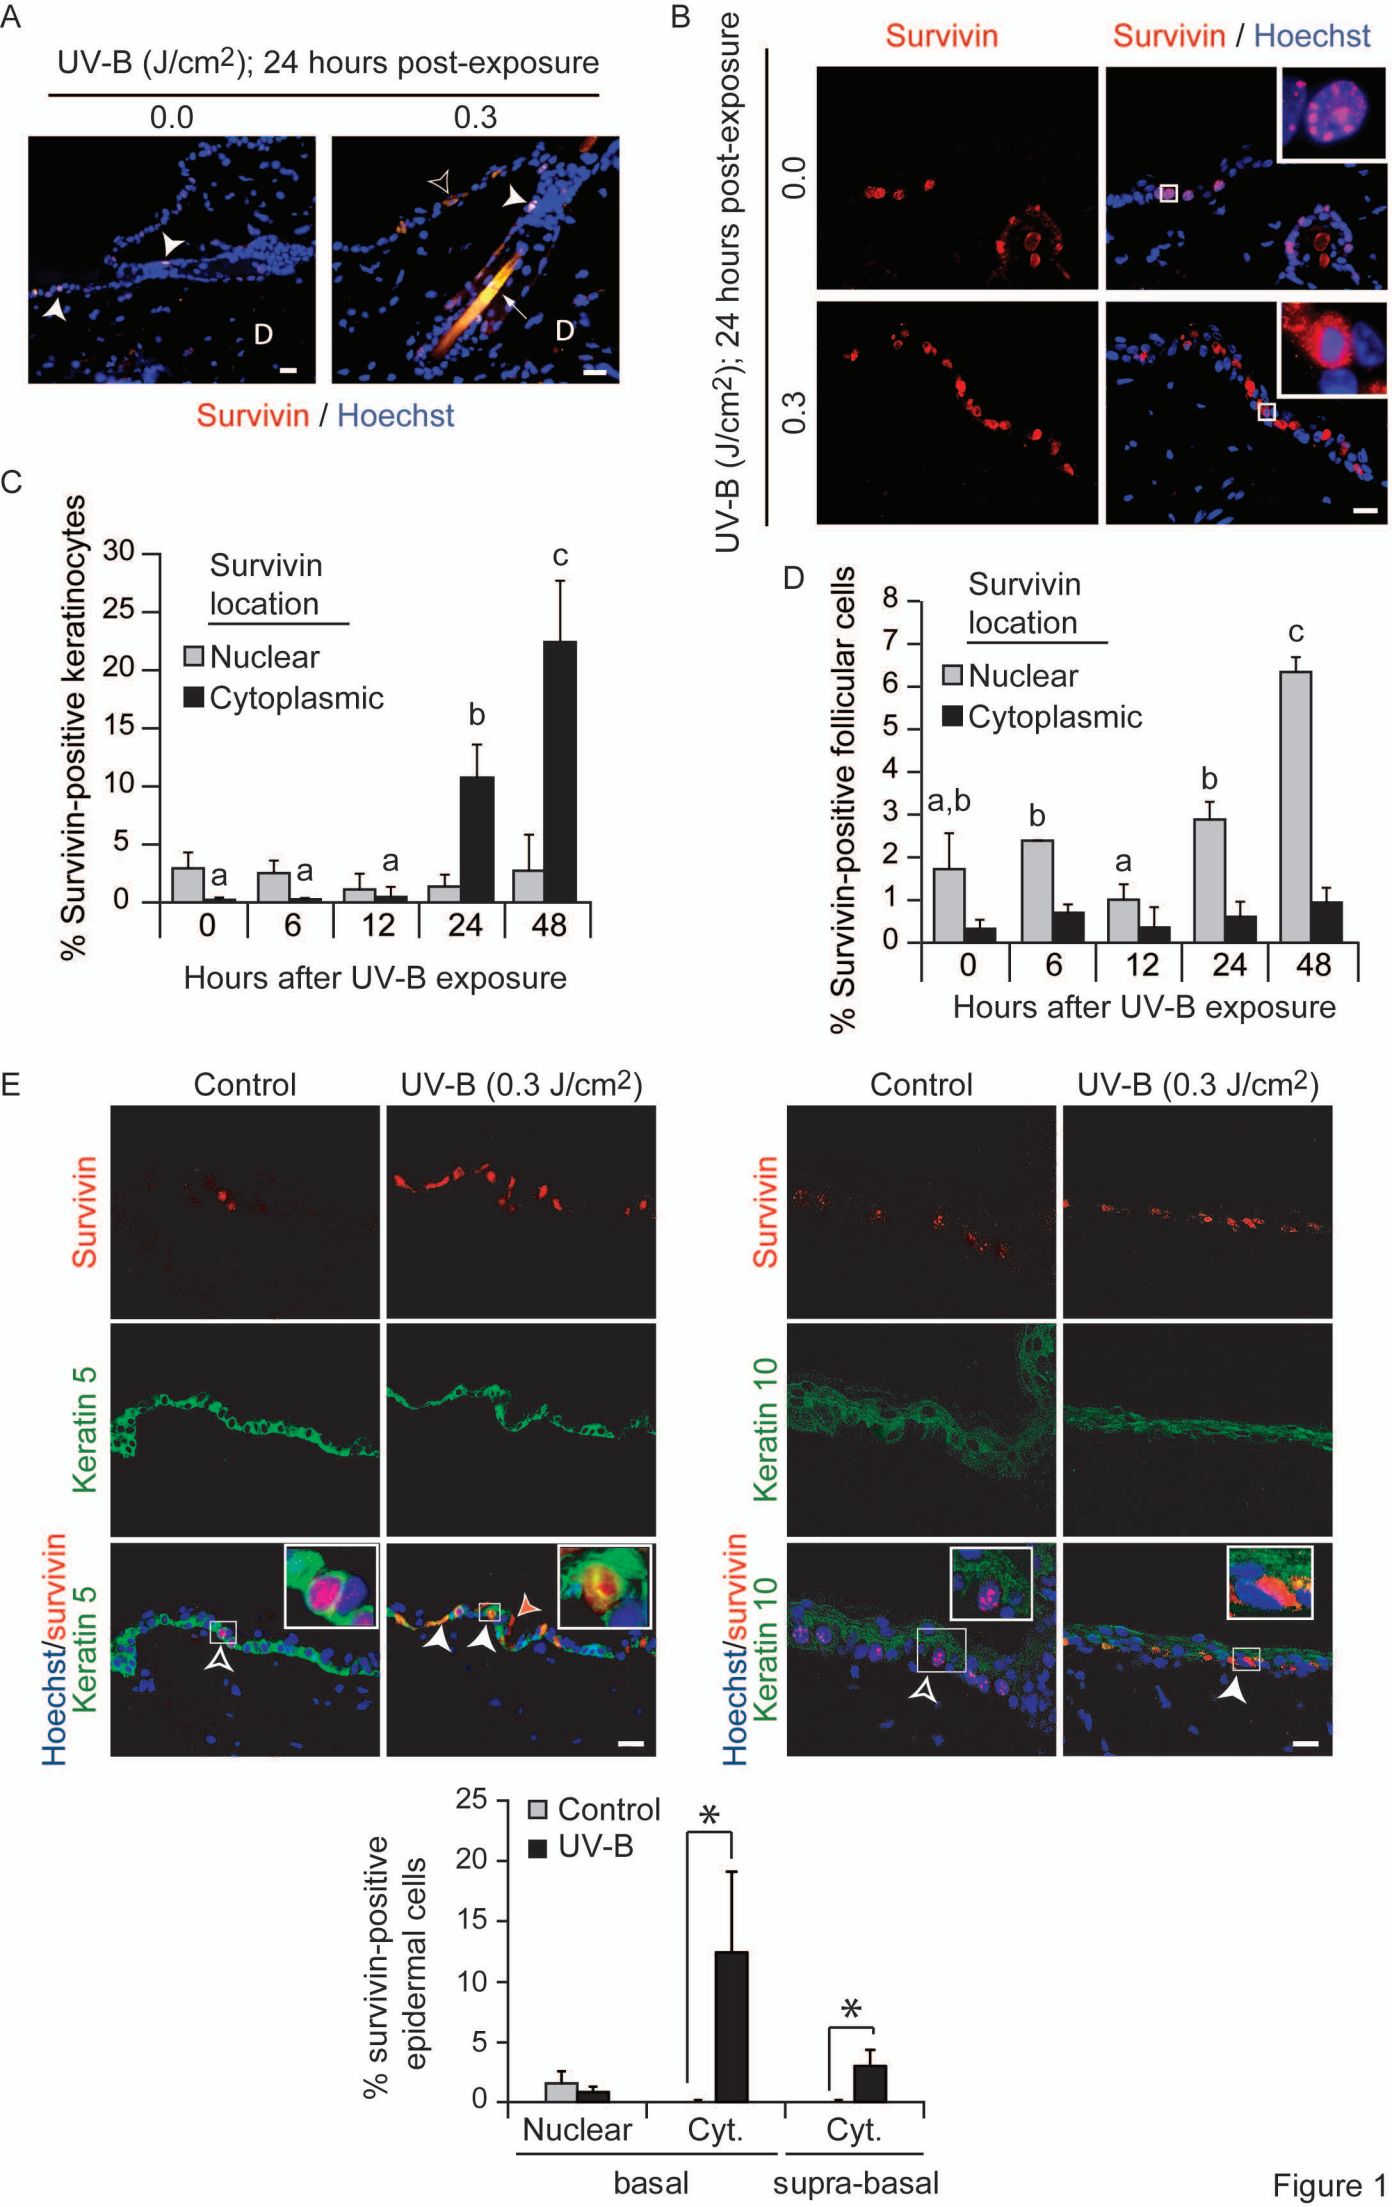 A
UV-B (J/cm2); 24 hours post-exposure
0.0
0.3
D
D
Survivin / Hoechst
B
Survivin
Survivin / Hoechst
UV-B (J/cm2); 24 hours post-exposure
0.0
0.3
C
% Survivin-positive keratinocytes
30
25
20
15
10
5
0
Survivin
location
Nuclear
Cytoplasmic
a
a
a
b
c
0
6
12
24
48
Hours after UV-B exposure
D
% Survivin-positive follicular cells
8
7
6
5
4
3
2
1
0
Survivin
location
Nuclear
Cytoplasmic
a,b
b
a
b
c
0
6
12
24
48
Hours after UV-B exposure
E
Control
UV-B (0.3 J/cm2)
Survivin
Keratin 5
Hoechst/survivin
Keratin 5
Control
UV-B (0.3 J/cm2)
Survivin
Keratin 10
Hoechst/survivin
Keratin 10
% survivin-positive
epidermal cells
25
20
15
10
5
0
Control
UV-B
*
*
Nuclear
Cyt.
Cyt.
basal
supra-basal
Figure 1